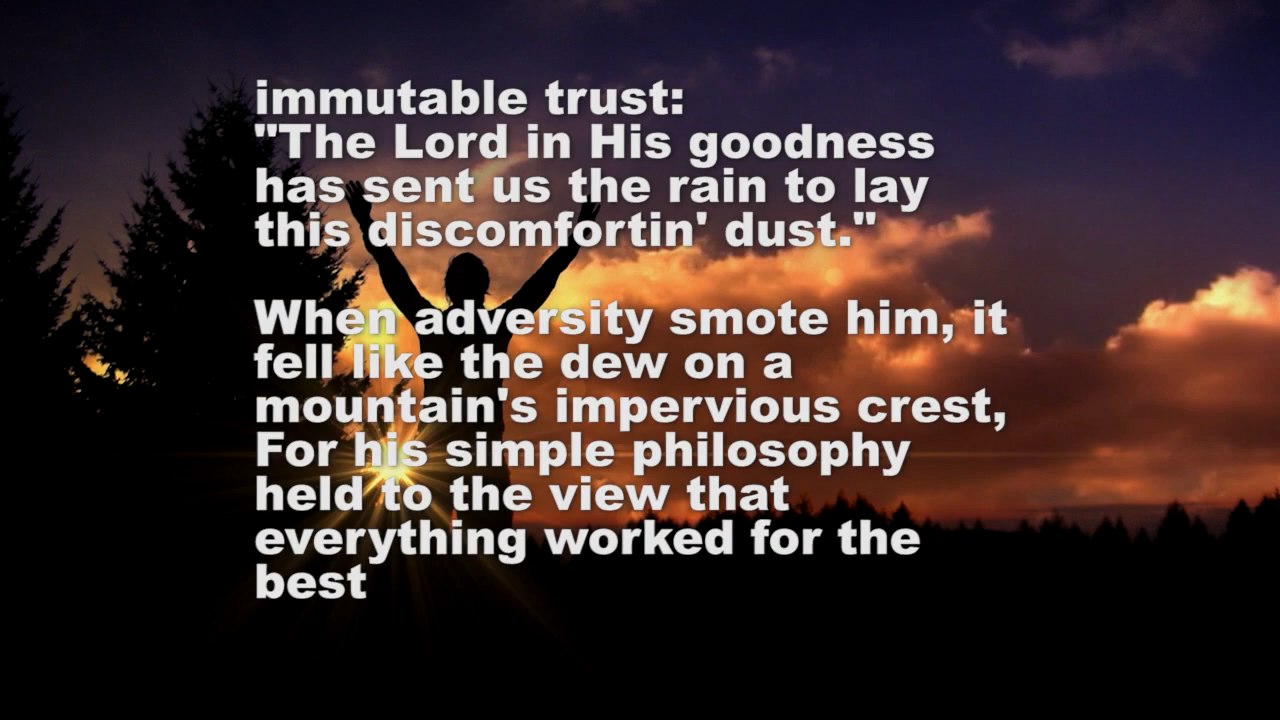 immutable trust:
"The Lord in His goodness
has sent us the rain to lay
this discomfortin' dust."
When adversity smote him, it
fell like the dew on a
mountain's impervious crest,
For his simple philosophy
held to the view that
everything worked for the
best